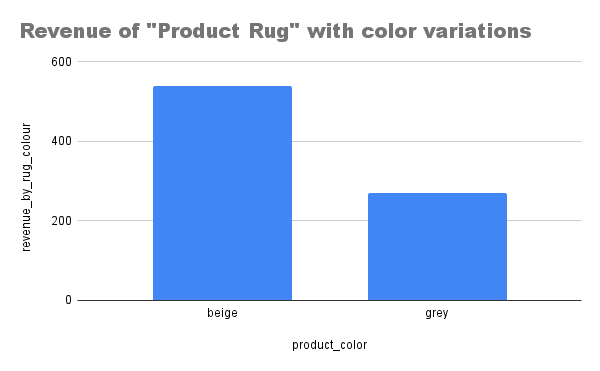 Revenue of "Product Rug" with color variations
600
400
200
0
revenue_by_rug_colour
beige
grey
product_color